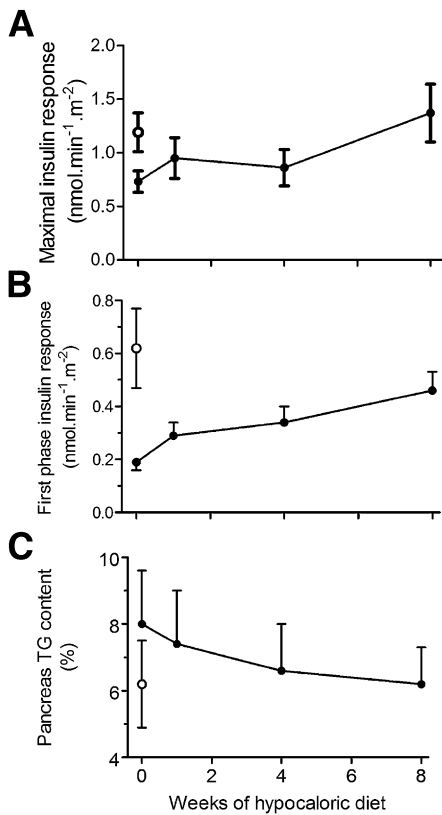 A
Maximal insulin response
(nmol.min-1.m-2)
2.0
1.5
1.0
0.5
0.0
B
First phase insulin response
(nmol.min-1.m-2)
0.8
0.6
0.4
0.2
0.0
C
Pancreas TG content
(%)
10
8
6
4
0 2 4 6 8
Weeks of hypocaloric diet